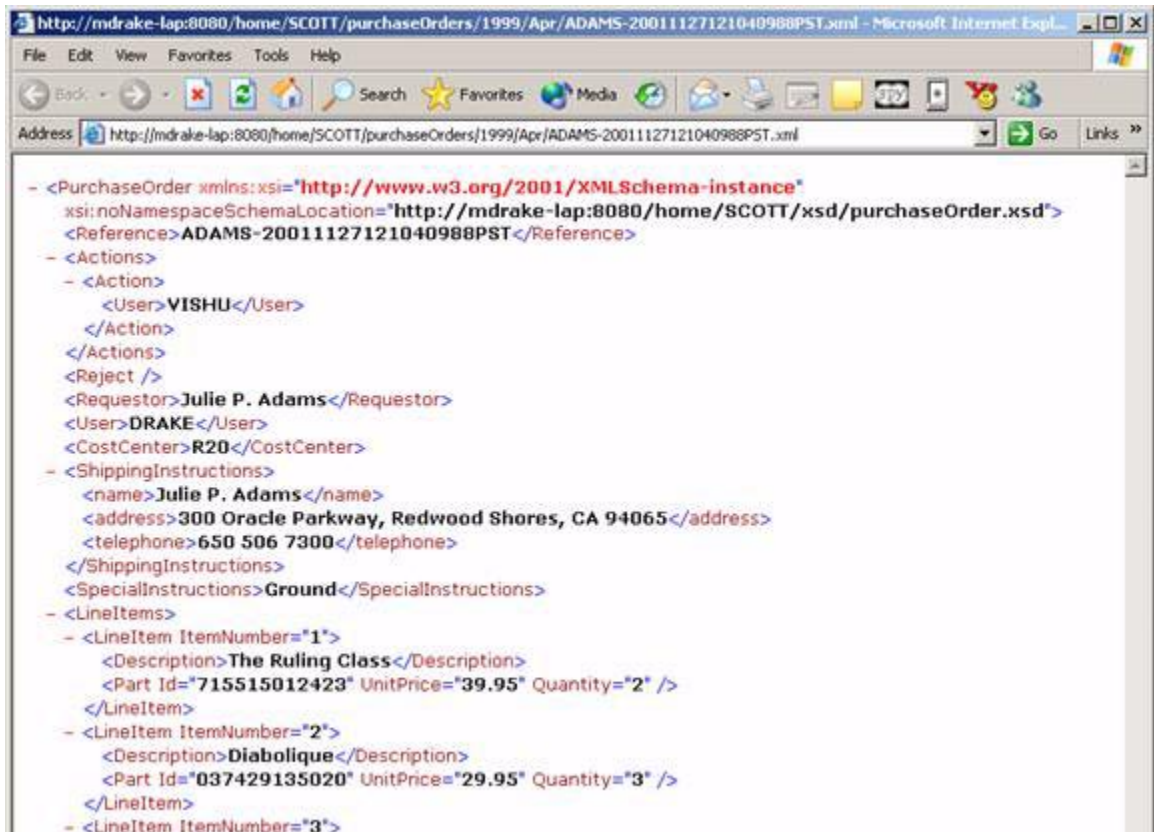 http://mdrake-lap:8080/home/SCOTT/purchaseOrders/1999/Apr/ADAMS-20011127121040988PST.xml - Microsoft Internet Expl...
File Edit View Favorites Tools Help
Back Search Favorites Media
Address http://mdrake-lap:8080/home/SCOTT/purchaseOrders/1999/Apr/ADAMS-20011127121040988PST.xml Go Links »
- <PurchaseOrder xmlns:xsi="http://www.w3.org/2001/XMLSchema-instance"
xsi:noNamespaceSchemaLocation="http://mdrake-lap:8080/home/SCOTT/xsd/purchaseOrder.xsd">
<Reference>ADAMS-20011127121040988PST</Reference>
- <Actions>
- <Action>
<User>VISHU</User>
</Action>
</Actions>
<Reject />
<Requestor>Julie P. Adams</Requestor>
<User>DRAKE</User>
<CostCenter>R20</CostCenter>
- <ShippingInstructions>
<name>Julie P. Adams</name>
<address>300 Oracle Parkway, Redwood Shores, CA 94065</address>
<telephone>650 506 7300</telephone>
</ShippingInstructions>
<SpecialInstructions>Ground</SpecialInstructions>
- <LineItems>
- <LineItem ItemNumber="1">
<Description>The Ruling Class</Description>
<Part Id="715515012423" UnitPrice="39.95" Quantity="2" />
</LineItem>
- <LineItem ItemNumber="2">
<Description>Diabolique</Description>
<Part Id="037429135020" UnitPrice="29.95" Quantity="3" />
</LineItem>
- <LineItem ItemNumber="3">